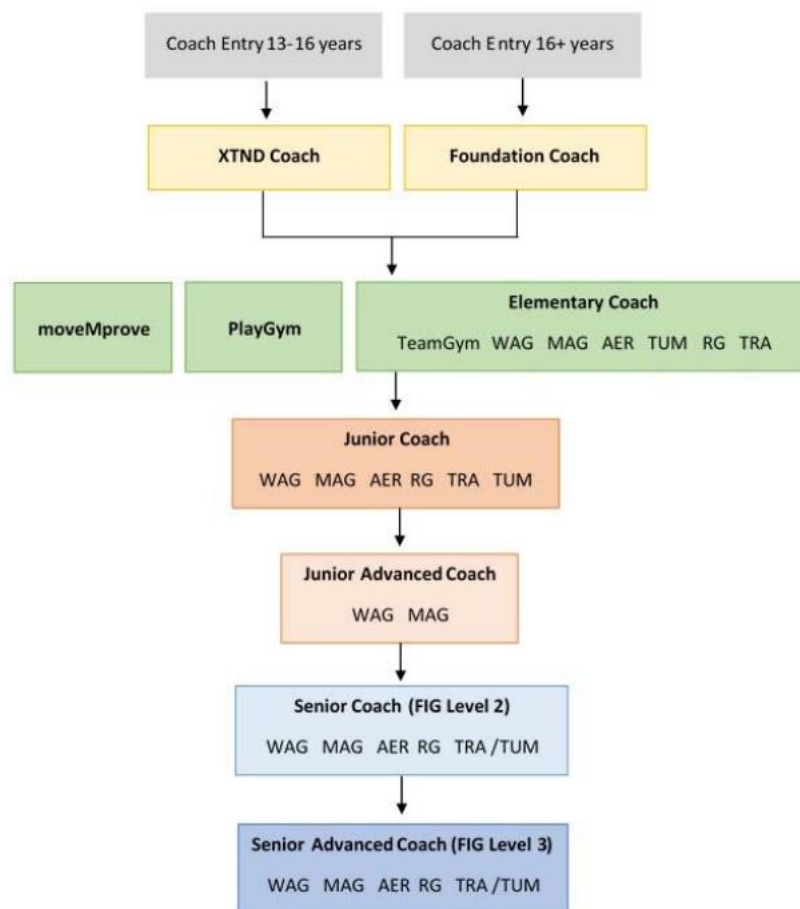 Coach Entry 13-16 years
Coach Entry 16+ years
XTND Coach
Foundation Coach
moveMprove
PlayGym
Elementary Coach
TeamGym WAG MAG AER TUM RG TRA
Junior Coach
WAG MAG AER RG TRA TUM
Junior Advanced Coach
WAG MAG
Senior Coach (FIG Level 2)
WAG MAG AER RG TRA /TUM
Senior Advanced Coach (FIG Level 3)
WAG MAG AER RG TRA /TUM